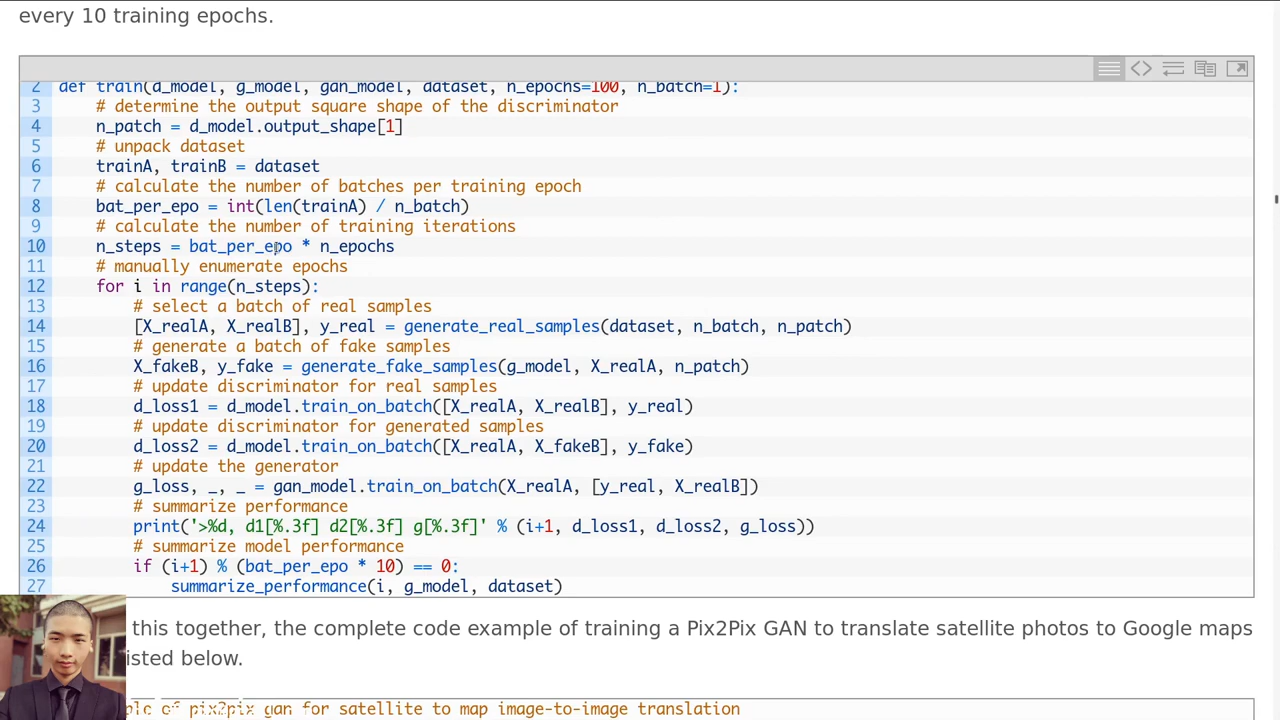 every 10 training epochs.
2 def train(d_model, g_model, gan_model, dataset, n_epochs=100, n_batch=1):
3 # determine the output square shape of the discriminator
4 n_patch = d_model.output_shape[1]
5 # unpack dataset
6 trainA, trainB = dataset
7 # calculate the number of batches per training epoch
8 bat_per_epo = int(len(trainA) / n_batch)
9 # calculate the number of training iterations
10 n_steps = bat_per_epo * n_epochs
11 # manually enumerate epochs
12 for i in range(n_steps):
13 # select a batch of real samples
14 [X_realA, X_realB], y_real = generate_real_samples(dataset, n_batch, n_patch)
15 # generate a batch of fake samples
16 X_fakeB, y_fake = generate_fake_samples(g_model, X_realA, n_patch)
17 # update discriminator for real samples
18 d_loss1 = d_model.train_on_batch([X_realA, X_realB], y_real)
19 # update discriminator for generated samples
20 d_loss2 = d_model.train_on_batch([X_realA, X_fakeB], y_fake)
21 # update the generator
22 g_loss, _, _ = gan_model.train_on_batch(X_realA, [y_real, X_realB])
23 # summarize performance
24 print('>%d, d1[%.3f] d2[%.3f] g[%.3f]' % (i+1, d_loss1, d_loss2, g_loss))
25 # summarize model performance
26 if (i+1) % (bat_per_epo * 10) == 0:
27 summarize_performance(i, g_model, dataset)
this together, the complete code example of training a Pix2Pix GAN to translate satellite photos to Google maps
isted below.
of pix2pix gan for satellite to map image-to-image translation